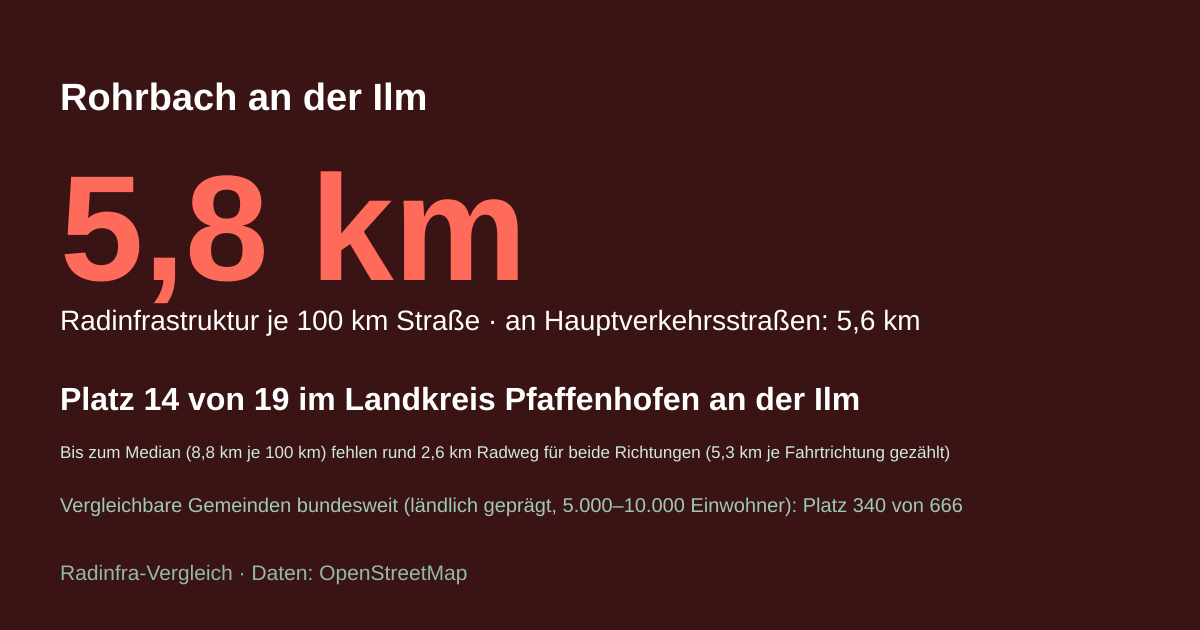 Rohrbach an der Ilm
5,8 km
Radinfrastruktur je 100 km Straße · an Hauptverkehrsstraßen: 5,6 km
Platz 14 von 19 im Landkreis Pfaffenhofen an der Ilm
Bis zum Median (8,8 km je 100 km) fehlen rund 2,6 km Radweg für beide Richtungen (5,3 km je Fahrtrichtung gezählt)
Vergleichbare Gemeinden bundesweit (ländlich geprägt, 5.000–10.000 Einwohner): Platz 340 von 666
Radinfra-Vergleich · Daten: OpenStreetMap